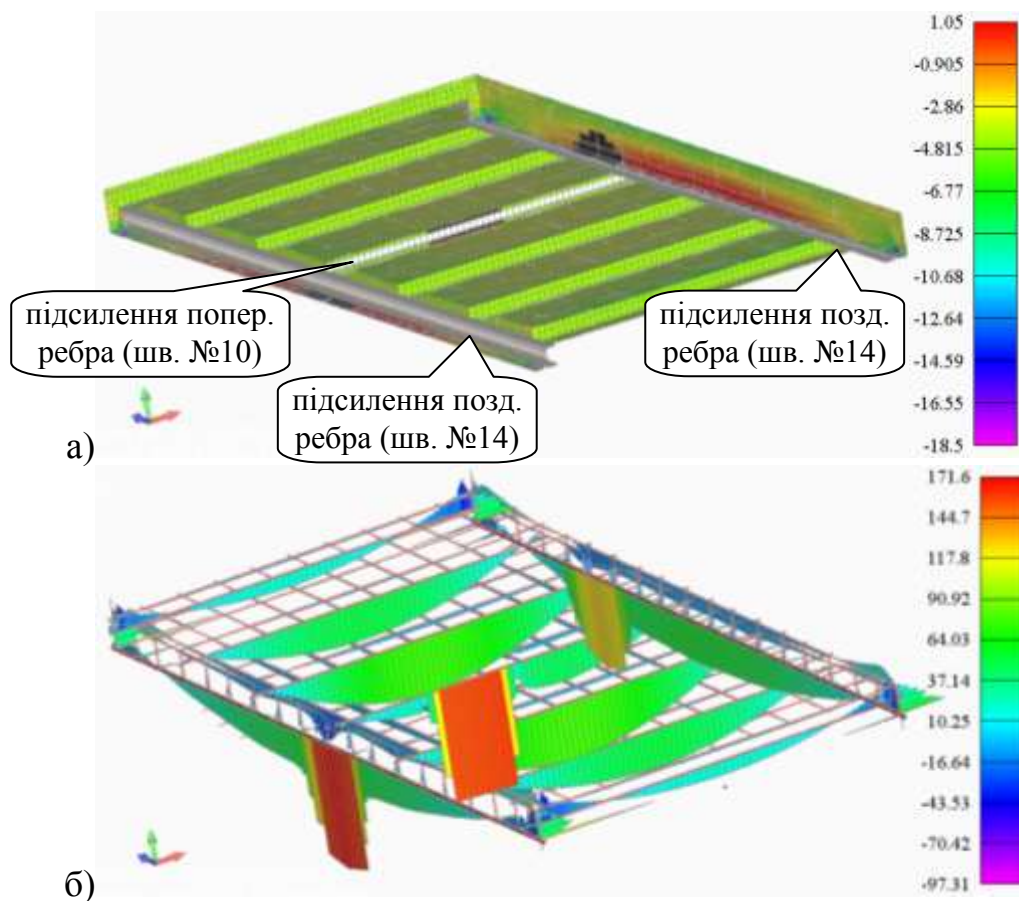 1.05
-0.905
-2.86
-4.815
-6.77
-8.725
-10.68
-12.64
-14.59
-16.55
-18.5
підсилення попер.
ребра (шв. №10)
підсилення позд.
ребра (шв. №14)
підсилення позд.
ребра (шв. №14)
а)
171.6
144.7
117.8
90.92
64.03
37.14
10.25
-16.64
-43.53
-70.42
-97.31
б)